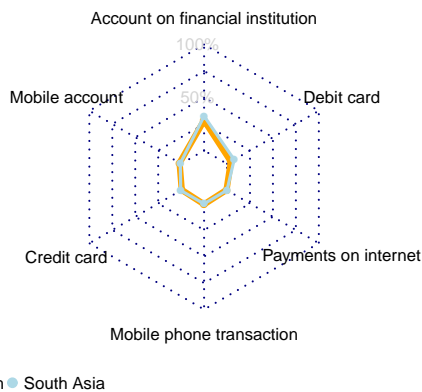 Account on financial institution
100%
Mobile account
50%
Debit card
Credit card
Payments on internet
Mobile phone transaction
South Asia